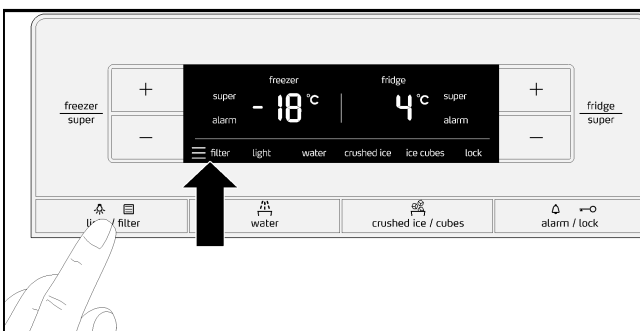 freezer
super
+
−
freezer
fridge
super
alarm
-18 °C
4 °C
super
alarm
filter light water crushed ice ice cubes lock
+
−
fridge
super
light / filter
water
crushed ice / cubes
alarm / lock